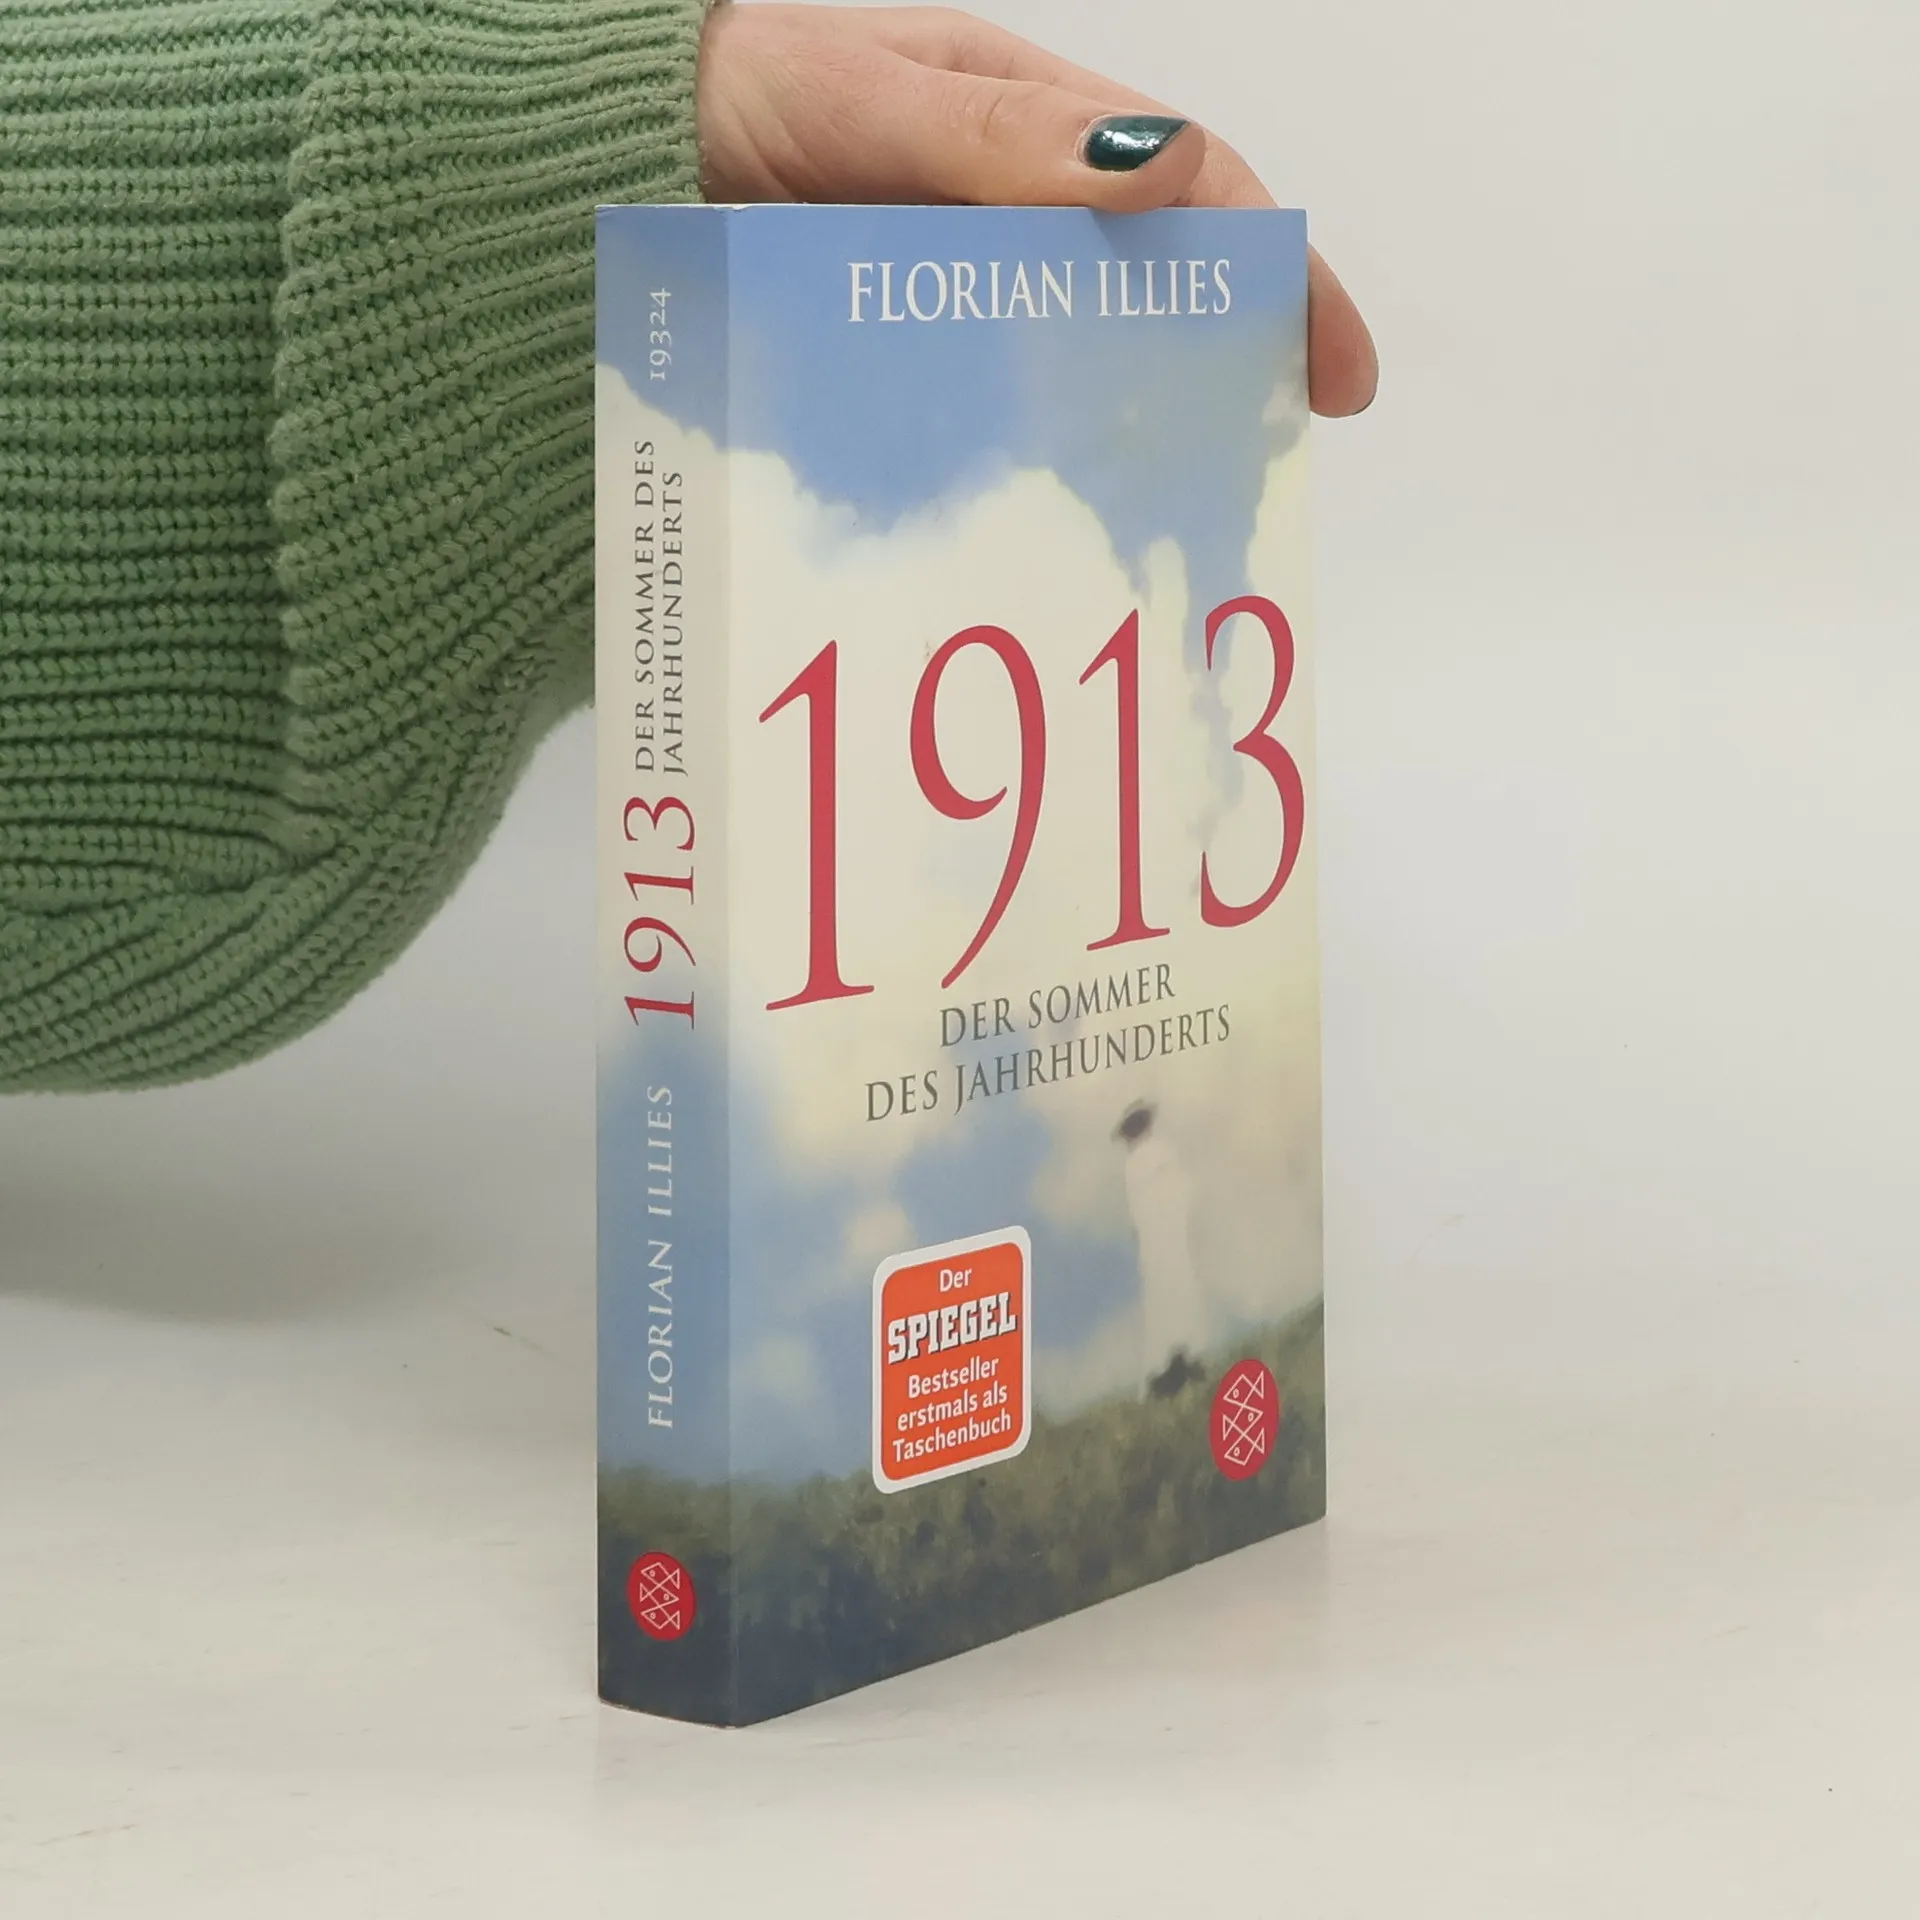 FLORIAN ILLIES
1913
DER SOMMER
DES JAHRHUNDERTS
Der
SPIEGEL
Bestseller
erstmals als
Taschenbuch
FLORIAN ILLIES 1913 DER SOMMER DES
JAHRHUNDERTS
19324